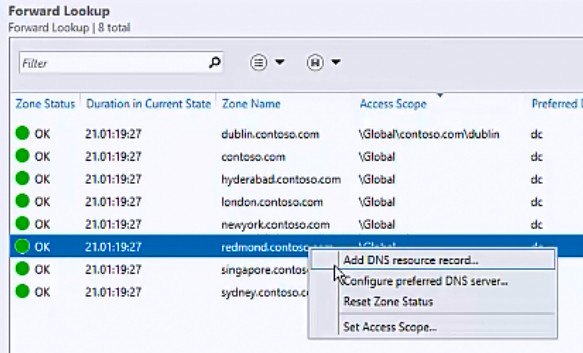 Forward Lookup
Forward Lookup | 8 total
Filter
Zone Status Duration in Current State Zone Name Access Scope Preferred D
OK 21.01:19:27 dublin.contoso.com \Global\contoso.com\dublin dc
OK 21.01:19:27 contoso.com \Global dc
OK 21.01:19:27 hyderabad.contoso.com \Global dc
OK 21.01:19:27 london.contoso.com \Global dc
OK 21.01:19:27 newyork.contoso.com \Global dc
OK 21.01:19:27 redmond.contoso.com \Global dc
Add DNS resource record...
OK 21.01:19:27 singapore.contos
Configure preferred DNS server...
OK 21.01:19:27 sydney.contoso.c
Reset Zone Status
Set Access Scope...